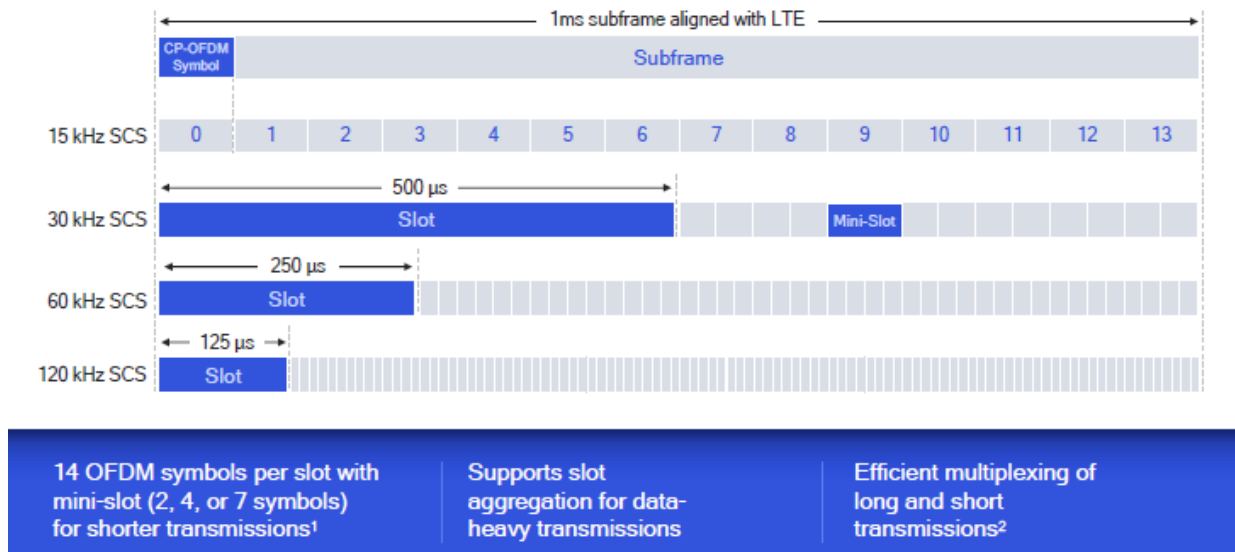 1ms subframe aligned with LTE
CP-OFDM
Symbol
Subframe
15 kHz SCS
0 1 2 3 4 5 6 7 8 9 10 11 12 13
500 µs
30 kHz SCS
Slot
Mini-Slot
250 µs
60 kHz SCS
Slot
125 µs
120 kHz SCS
Slot
14 OFDM symbols per slot with
mini-slot (2, 4, or 7 symbols)
for shorter transmissions¹
Supports slot
aggregation for data-
heavy transmissions
Efficient multiplexing of
long and short
transmissions²